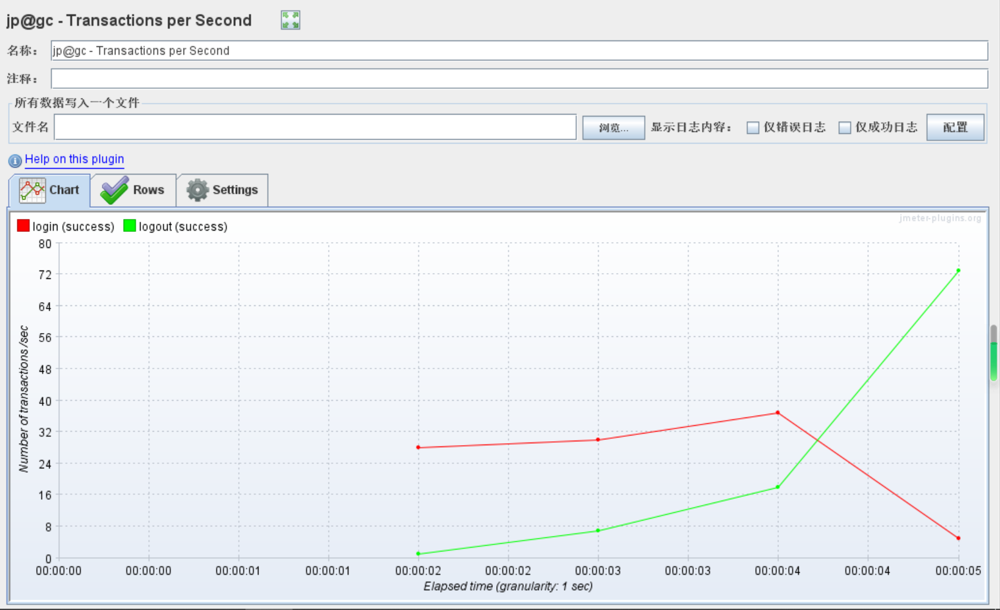 jp@gc - Transactions per Second
名称： jp@gc - Transactions per Second
注释：
所有数据写入一个文件
文件名 浏览... 显示日志内容： 仅错误日志 仅成功日志 配置
Help on this plugin
Chart Rows Settings
jmeter-plugins.org
login (success) logout (success)
80
72
64
56
48
40
32
24
16
8
0
Number of transactions /sec
00:00:00 00:00:00 00:00:01 00:00:01 00:00:02 00:00:02 00:00:03 00:00:03 00:00:04 00:00:04 00:00:05
Elapsed time (granularity: 1 sec)